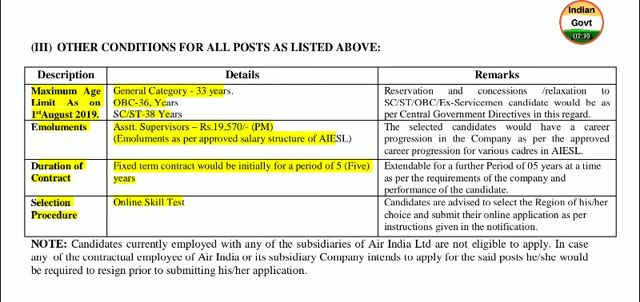 Indian
Govt
07:39
(III) OTHER CONDITIONS FOR ALL POSTS AS LISTED ABOVE:
Description Details Remarks
Maximum Age General Category - 33 years. Reservation and concessions /relaxation to
Limit As on OBC-36, Years SC/ST/OBC/Ex-Servicemen candidate would be as
1stAugust 2019. SC/ST-38 Years per Central Government Directives in this regard.
Emoluments Asstt. Supervisors – Rs.19,570/- (PM) The selected candidates would have a career
(Emoluments as per approved salary structure of AIESL) progression in the Company as per the approved
career progression for various cadres in AIESL.
Duration of Fixed term contract would be initially for a period of 5 (Five) Extendable for a further Period of 05 years at a time
Contract years as per the requirements of the company and
performance of the candidate.
Selection Online Skill Test Candidates are advised to select the Region of his/her
Procedure choice and submit their online application as per
instructions given in the notification.
NOTE: Candidates currently employed with any of the subsidiaries of Air India Ltd are not eligible to apply. In case
any of the contractual employee of Air India or its subsidiary Company intends to apply for the said posts he/she would
be required to resign prior to submitting his/her application.